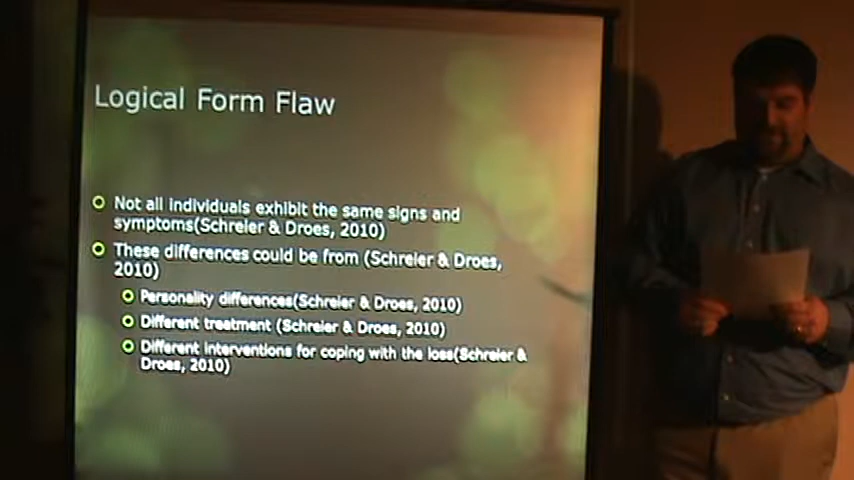 Logical Form Flaw
Not all individuals exhibit the same signs and
symptoms(Schreier & Droes, 2010)
These differences could be from (Schreier & Droes,
2010)
Personality differences(Schreier & Droes, 2010)
Different treatment (Schreier & Droes, 2010)
Different interventions for coping with the loss(Schreier &
Droes, 2010)